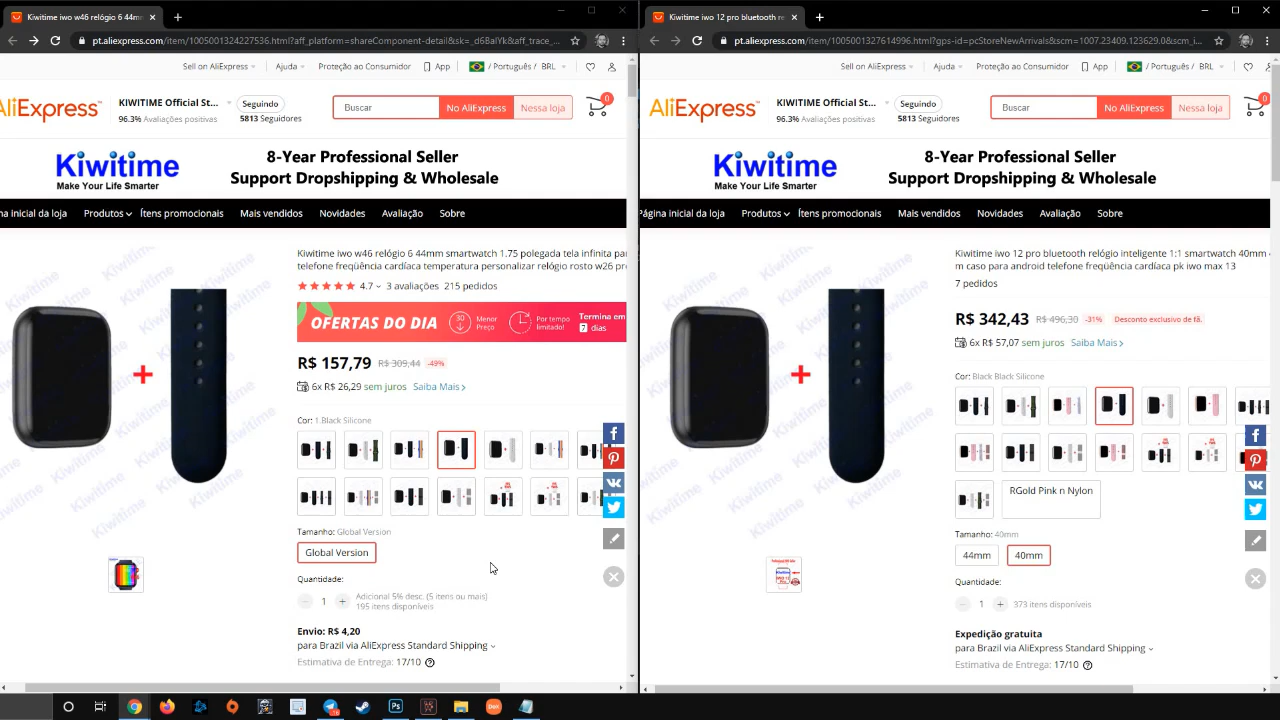 Kiwitime iwo w46 relógio 6 44mm
pt.aliexpress.com/item/1005001324227536.html?aff_platform=shareComponent-detail&sk=_d6BalYk&aff_trace_...
Sell on AliExpress
Ajuda
Proteção ao Consumidor
App
/ Português / BRL
AliExpress
KIWITIME Official St...
96.3% Avaliações positivas
Seguindo
5813 Seguidores
Buscar
No AliExpress
Nessa loja
0
Kiwitime
Make Your Life Smarter
8-Year Professional Seller
Support Dropshipping & Wholesale
na inicial da loja
Produtos
Ítens promocionais
Mais vendidos
Novidades
Avaliação
Sobre
Kiwitime iwo w46 relógio 6 44mm smartwatch 1.75 polegada tela infinita para
telefone freqüência cardíaca temperatura personalizar relógio rosto w26 pro
4.7
3 avaliações
215 pedidos
OFERTAS DO DIA
30
Menor
Preço
Por tempo
limitado!
Termina em
7 dias
R$ 157,79
R$ 309,44
-49%
6x R$ 26,29 sem juros
Saiba Mais
Cor: 1.Black Silicone
Tamanho: Global Version
Global Version
Quantidade:
1
Adicional 5% desc. (5 itens ou mais)
195 itens disponíveis
Envio: R$ 4,20
para Brazil via AliExpress Standard Shipping
Estimativa de Entrega: 17/10
Kiwitime iwo 12 pro bluetooth re
pt.aliexpress.com/item/1005001327614996.html?gps-id=pcStoreNewArrivals&scm=1007.23409.123629.0&scm_i...
Sell on AliExpress
Ajuda
Proteção ao Consumidor
App
/ Português / BRL
AliExpress
KIWITIME Official St...
96.3% Avaliações positivas
Seguindo
5813 Seguidores
Buscar
No AliExpress
Nessa loja
0
Kiwitime
Make Your Life Smarter
8-Year Professional Seller
Support Dropshipping & Wholesale
Página inicial da loja
Produtos
Ítens promocionais
Mais vendidos
Novidades
Avaliação
Sobre
Kiwitime iwo 12 pro bluetooth relógio inteligente 1:1 smartwatch 40mm
m caso para android telefone freqüência cardíaca pk iwo max 13
7 pedidos
R$ 342,43
R$ 496,30
-31%
Desconto exclusivo de fã.
6x R$ 57,07 sem juros
Saiba Mais
Cor: Black Black Silicone
RGold Pink n Nylon
Tamanho: 40mm
44mm
40mm
Quantidade:
1
373 itens disponíveis
Expedição gratuita
para Brazil via AliExpress Standard Shipping
Estimativa de Entrega: 17/10